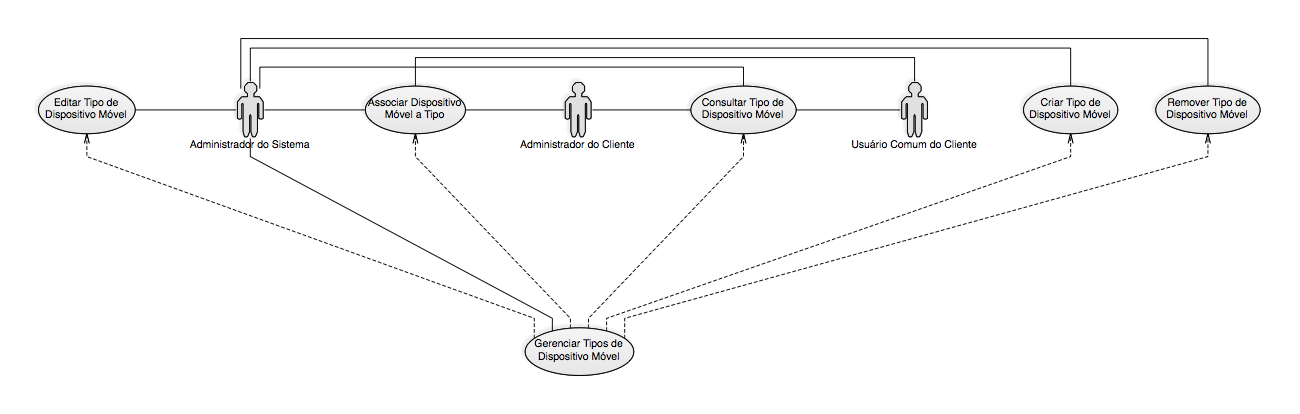 Editar Tipo de
Dispositivo Móvel
Administrador do Sistema
Associar Dispositivo
Móvel a Tipo
Administrador do Cliente
Consultar Tipo de
Dispositivo Móvel
Usuário Comum do Cliente
Criar Tipo de
Dispositivo Móvel
Remover Tipo de
Dispositivo Móvel
Gerenciar Tipos de
Dispositivo Móvel